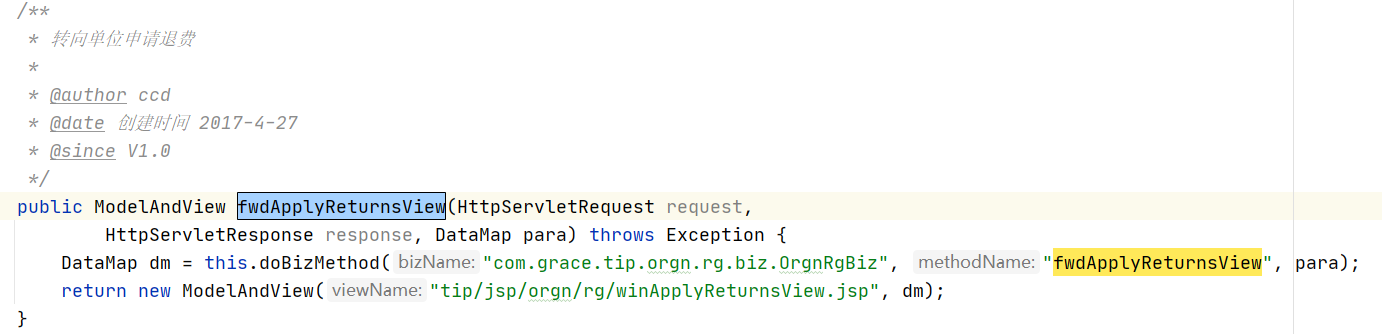 /**
 * 转向单位申请退费
 *
 * @author ccd
 * @date 创建时间 2017-4-27
 * @since V1.0
 */
public ModelAndView fwdApplyReturnsView(HttpServletRequest request,
        HttpServletResponse response, DataMap para) throws Exception {
    DataMap dm = this.doBizMethod( bizName: "com.grace.tip.orgn.rg.biz.OrgnRgBiz", methodName: "fwdApplyReturnsView", para);
    return new ModelAndView( viewName: "tip/jsp/orgn/rg/winApplyReturnsView.jsp", dm);
}